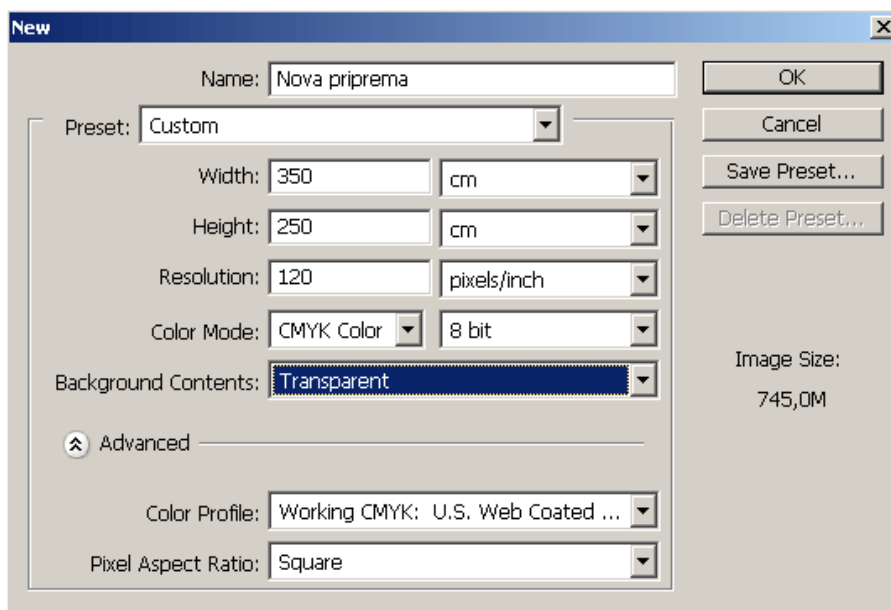 New
Name: Nova priprema
OK
Preset: Custom
Cancel
Width: 350 cm
Save Preset...
Height: 250 cm
Delete Preset...
Resolution: 120 pixels/inch
Color Mode: CMYK Color 8 bit
Image Size:
Background Contents: Transparent
745,0M
Advanced
Color Profile: Working CMYK: U.S. Web Coated ...
Pixel Aspect Ratio: Square